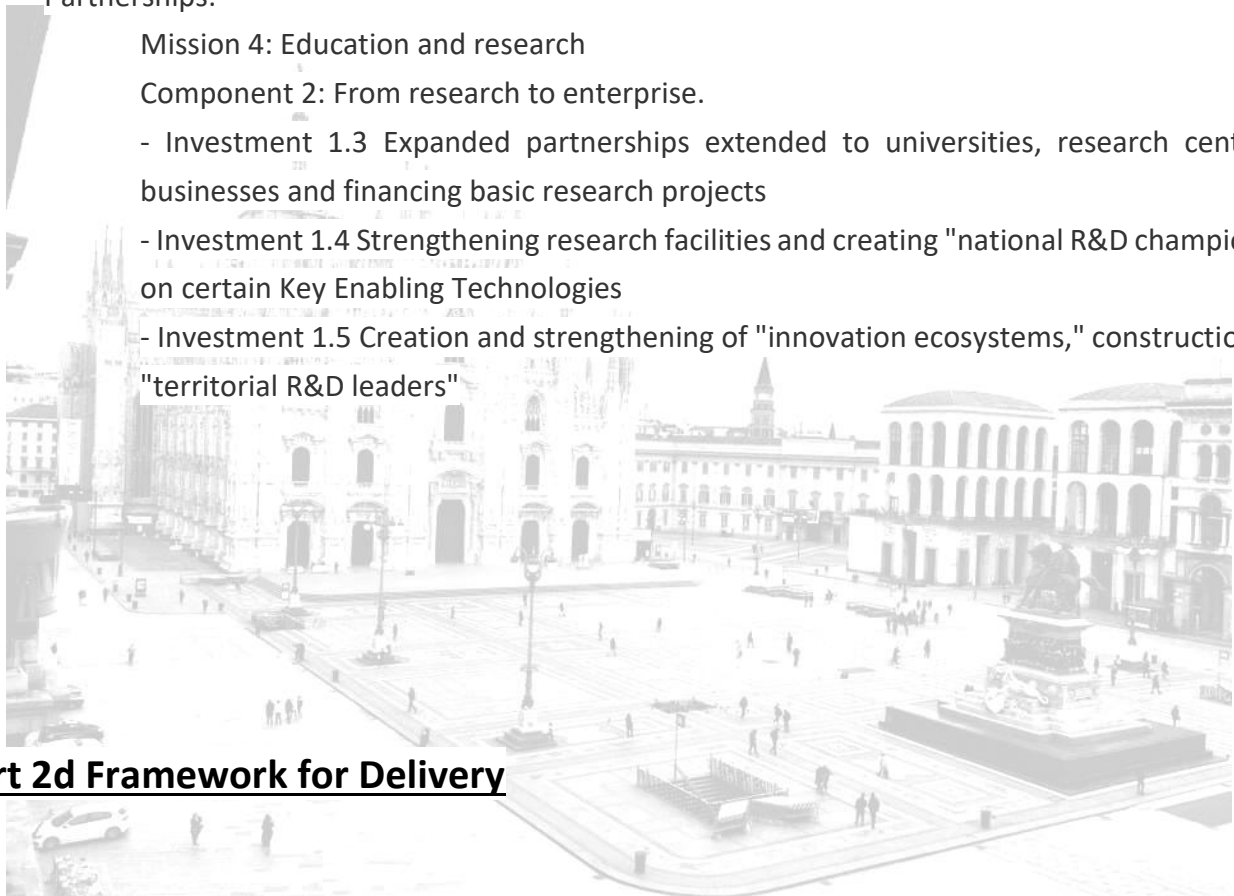 Partnerships:
Mission 4: Education and research
Component 2: From research to enterprise.
- Investment 1.3 Expanded partnerships extended to universities, research cent
businesses and financing basic research projects
- Investment 1.4 Strengthening research facilities and creating "national R&D champi
on certain Key Enabling Technologies
- Investment 1.5 Creation and strengthening of "innovation ecosystems," constructio
"territorial R&D leaders"
rt 2d Framework for Delivery